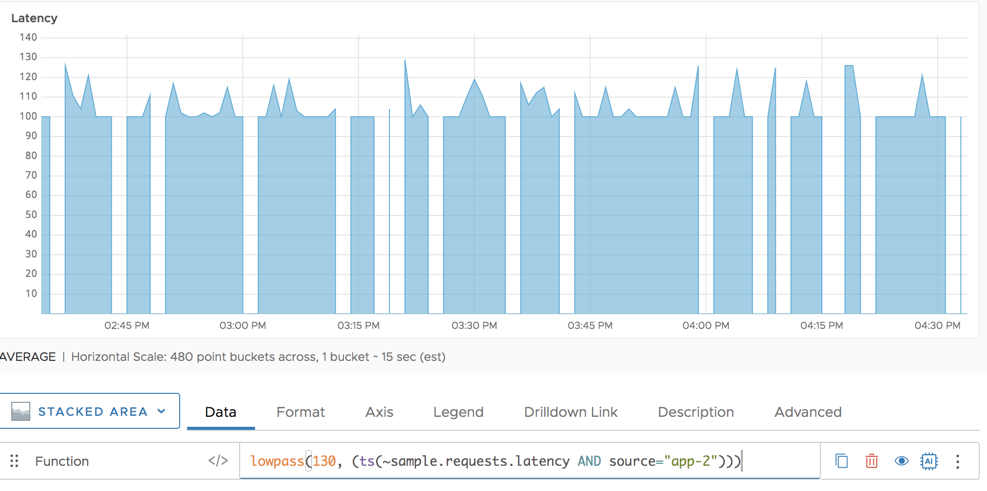 Latency
140
130
120
110
100
90
80
70
60
50
40
30
20
10
02:45 PM 03:00 PM 03:15 PM 03:30 PM 03:45 PM 04:00 PM 04:15 PM 04:30 PM
AVERAGE | Horizontal Scale: 480 point buckets across, 1 bucket ~ 15 sec (est)
STACKED AREA Data Format Axis Legend Drilldown Link Description Advanced
Function </> lowpass(130, (ts(~sample.requests.latency AND source="app-2"))) AI